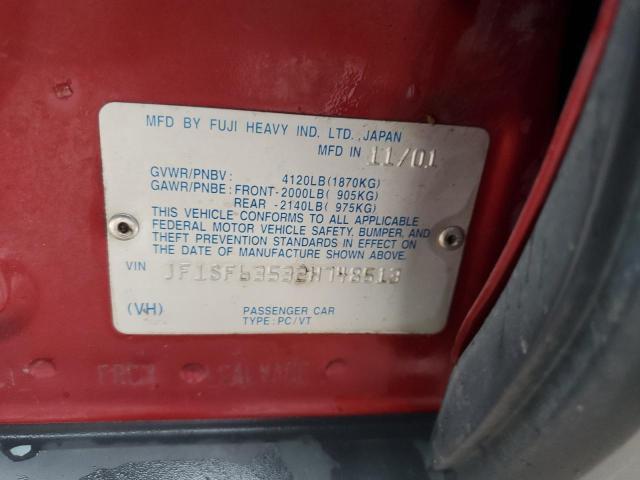 MFD BY FUJI HEAVY IND. LTD., JAPAN
MFD IN 11/01
GVWR/PNBV : 4120LB(1870KG)
GAWR/PNBE: FRONT-2000LB( 905KG)
REAR -2140LB( 975KG)
THIS VEHICLE CONFORMS TO ALL APPLICABLE
FEDERAL MOTOR VEHICLE SAFETY, BUMPER, AND
THEFT PREVENTION STANDARDS IN EFFECT ON
THE DATE OF MANUFACTURE SHOWN ABOVE.
VIN JF1SF63532H748513
(VH) PASSENGER CAR
TYPE: PC/VT